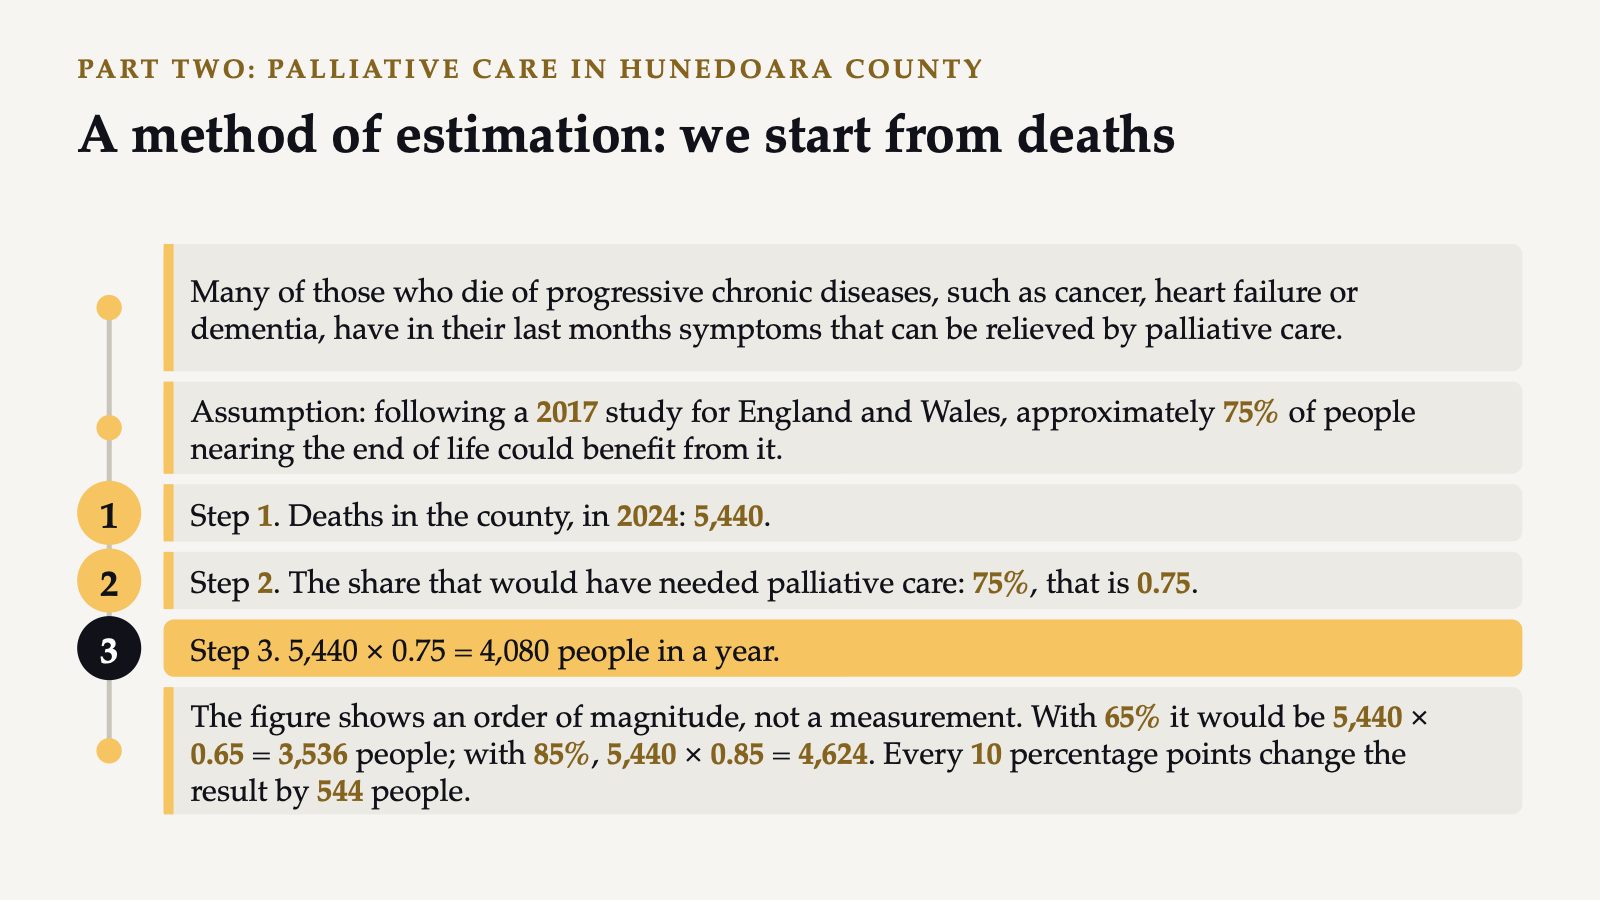 PART TWO: PALLIATIVE CARE IN HUNEDOARA COUNTY
A method of estimation: we start from deaths
Many of those who die of progressive chronic diseases, such as cancer, heart failure or
dementia, have in their last months symptoms that can be relieved by palliative care.
Assumption: following a 2017 study for England and Wales, approximately 75% of people
nearing the end of life could benefit from it.
1
Step 1. Deaths in the county, in 2024: 5,440.
2
Step 2. The share that would have needed palliative care: 75%, that is 0.75.
3
Step 3. 5,440 × 0.75 = 4,080 people in a year.
The figure shows an order of magnitude, not a measurement. With 65% it would be 5,440 ×
0.65 = 3,536 people; with 85%, 5,440 × 0.85 = 4,624. Every 10 percentage points change the
result by 544 people.